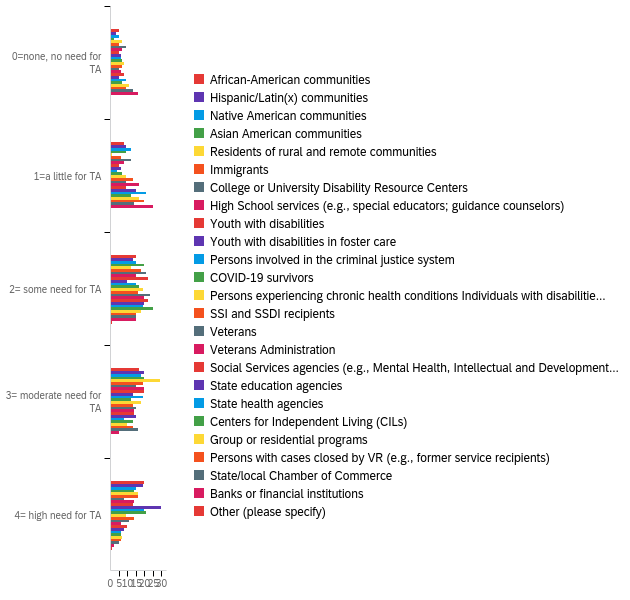 0=none, no need for
TA
1=a little for TA
2= some need for TA
3= moderate need for
TA
4= high need for TA
0 5 10 15 20 25 30
African-American communities
Hispanic/Latin(x) communities
Native American communities
Asian American communities
Residents of rural and remote communities
Immigrants
College or University Disability Resource Centers
High School services (e.g., special educators; guidance counselors)
Youth with disabilities
Youth with disabilities in foster care
Persons involved in the criminal justice system
COVID-19 survivors
Persons experiencing chronic health conditions Individuals with disabilitie...
SSI and SSDI recipients
Veterans
Veterans Administration
Social Services agencies (e.g., Mental Health, Intellectual and Development...
State education agencies
State health agencies
Centers for Independent Living (CILs)
Group or residential programs
Persons with cases closed by VR (e.g., former service recipients)
State/local Chamber of Commerce
Banks or financial institutions
Other (please specify)